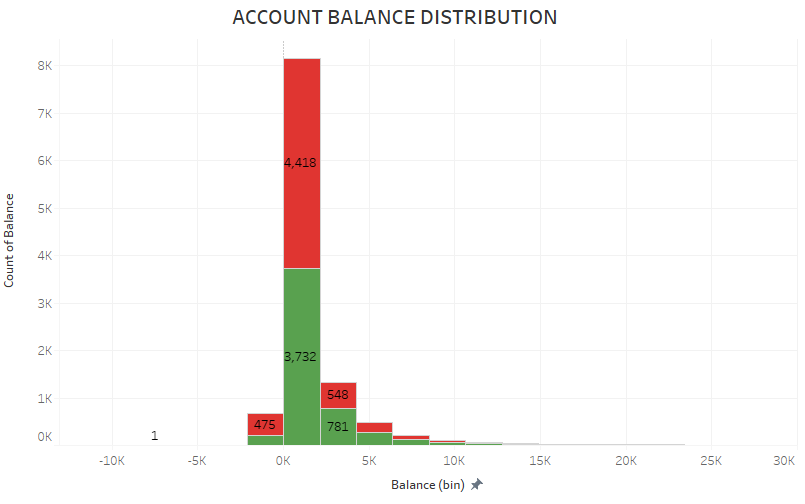 ACCOUNT BALANCE DISTRIBUTION
8K
7K
6K
5K
4K
3K
2K
1K
0K
Count of Balance
4,418
3,732
548
781
475
1
-10K -5K 0K 5K 10K 15K 20K 25K 30K
Balance (bin)